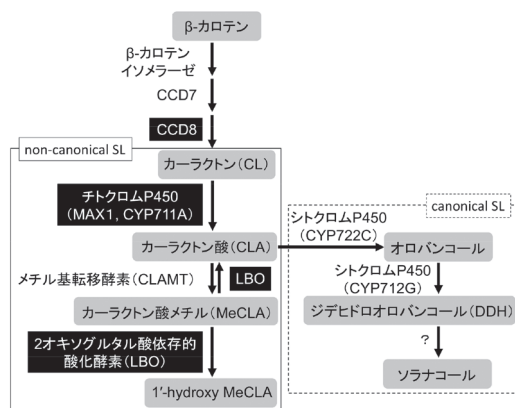 β-カロテン
β-カロテン
イソメラーゼ
CCD7
CCD8
non-canonical SL
カーラクトン(CL)
チトクロムP450
(MAX1, CYP711A)
カーラクトン酸(CLA)
メチル基転移酵素(CLAMT)
LBO
カーラクトン酸メチル(MeCLA)
2オキソグルタル酸依存的
酸化酵素(LBO)
1′-hydroxy MeCLA
canonical SL
シトクロムP450
(CYP722C)
オロバンコール
シトクロムP450
(CYP712G)
ジデヒドロオロバンコール(DDH)
?
ソラナコール